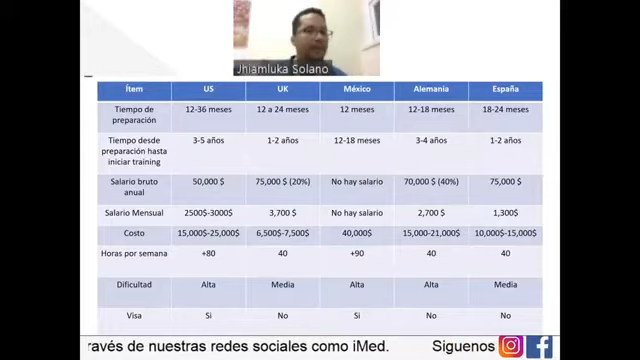 Jhiamluka Solano
Ítem US UK México Alemania España
Tiempo de preparación 12-36 meses 12 a 24 meses 12 meses 12-18 meses 18-24 meses
Tiempo desde preparación hasta iniciar training 3-5 años 1-2 años 12-18 meses 3-4 años 1-2 años
Salario bruto anual 50,000 $ 75,000 $ (20%) No hay salario 70,000 $ (40%) 75,000 $
Salario Mensual 2500$-3000$ 3,700 $ No hay salario 2,700 $ 1,300$
Costo 15,000$-25,000$ 6,500$-7,500$ 40,000$ 15,000-21,000$ 10,000$-15,000$
Horas por semana +80 40 +90 40 40
Dificultad Alta Media Alta Alta Media
Visa Si No Si No No
ravés de nuestras redes sociales como iMed. Siguenos